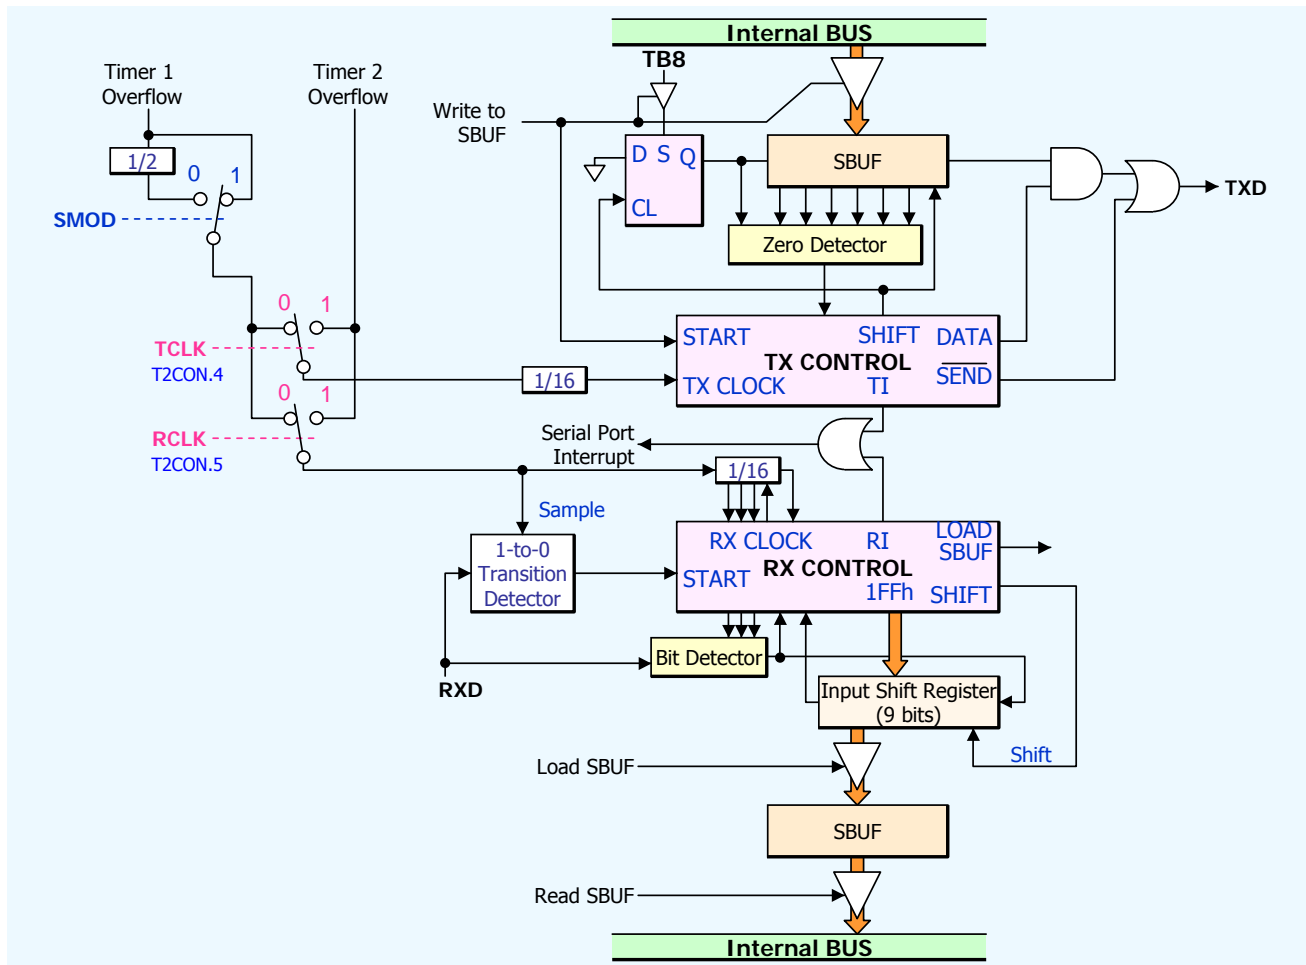 Internal BUS
TB8
Timer 1
Overflow
Timer 2
Overflow
Write to
SBUF
1/2
0 1
SMOD
D S Q
CL
SBUF
TXD
Zero Detector
0 1
TCLK
T2CON.4
1/16
START
SHIFT
DATA
TX CONTROL
TX CLOCK
TI
SEND
0 1
RCLK
T2CON.5
Serial Port
Interrupt
1/16
Sample
1-to-0
Transition
Detector
RX CLOCK
RI
LOAD
SBUF
RX CONTROL
START
1FFh
SHIFT
Bit Detector
RXD
Input Shift Register
(9 bits)
Shift
Load SBUF
SBUF
Read SBUF
Internal BUS